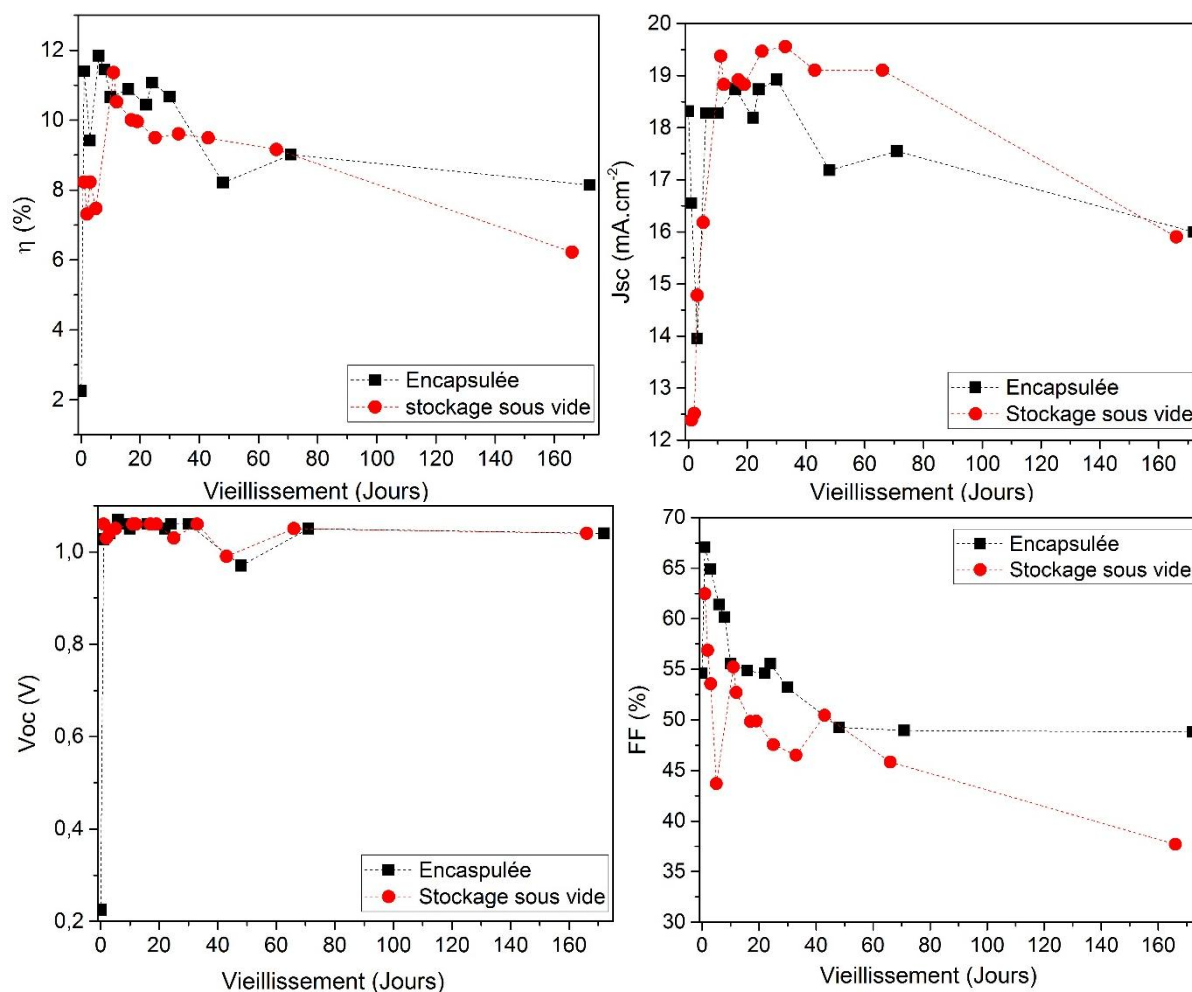 η (%)
12
10
8
6
4
2
Encapsulée
stockage sous vide
0 20 40 60 80 100 120 140 160
Vieillissement (Jours)
Jsc (mA.cm-2)
20
19
18
17
16
15
14
13
12
Encapsulée
Stockage sous vide
0 20 40 60 80 100 120 140 160
Vieillissement (Jours)
Voc (V)
1,0
0,8
0,6
0,4
0,2
Encaspulée
Stockage sous vide
0 20 40 60 80 100 120 140 160
Vieillissement (Jours)
FF (%)
70
65
60
55
50
45
40
35
30
Encapsulée
Stockage sous vide
0 20 40 60 80 100 120 140 160
Vieillissement (Jours)